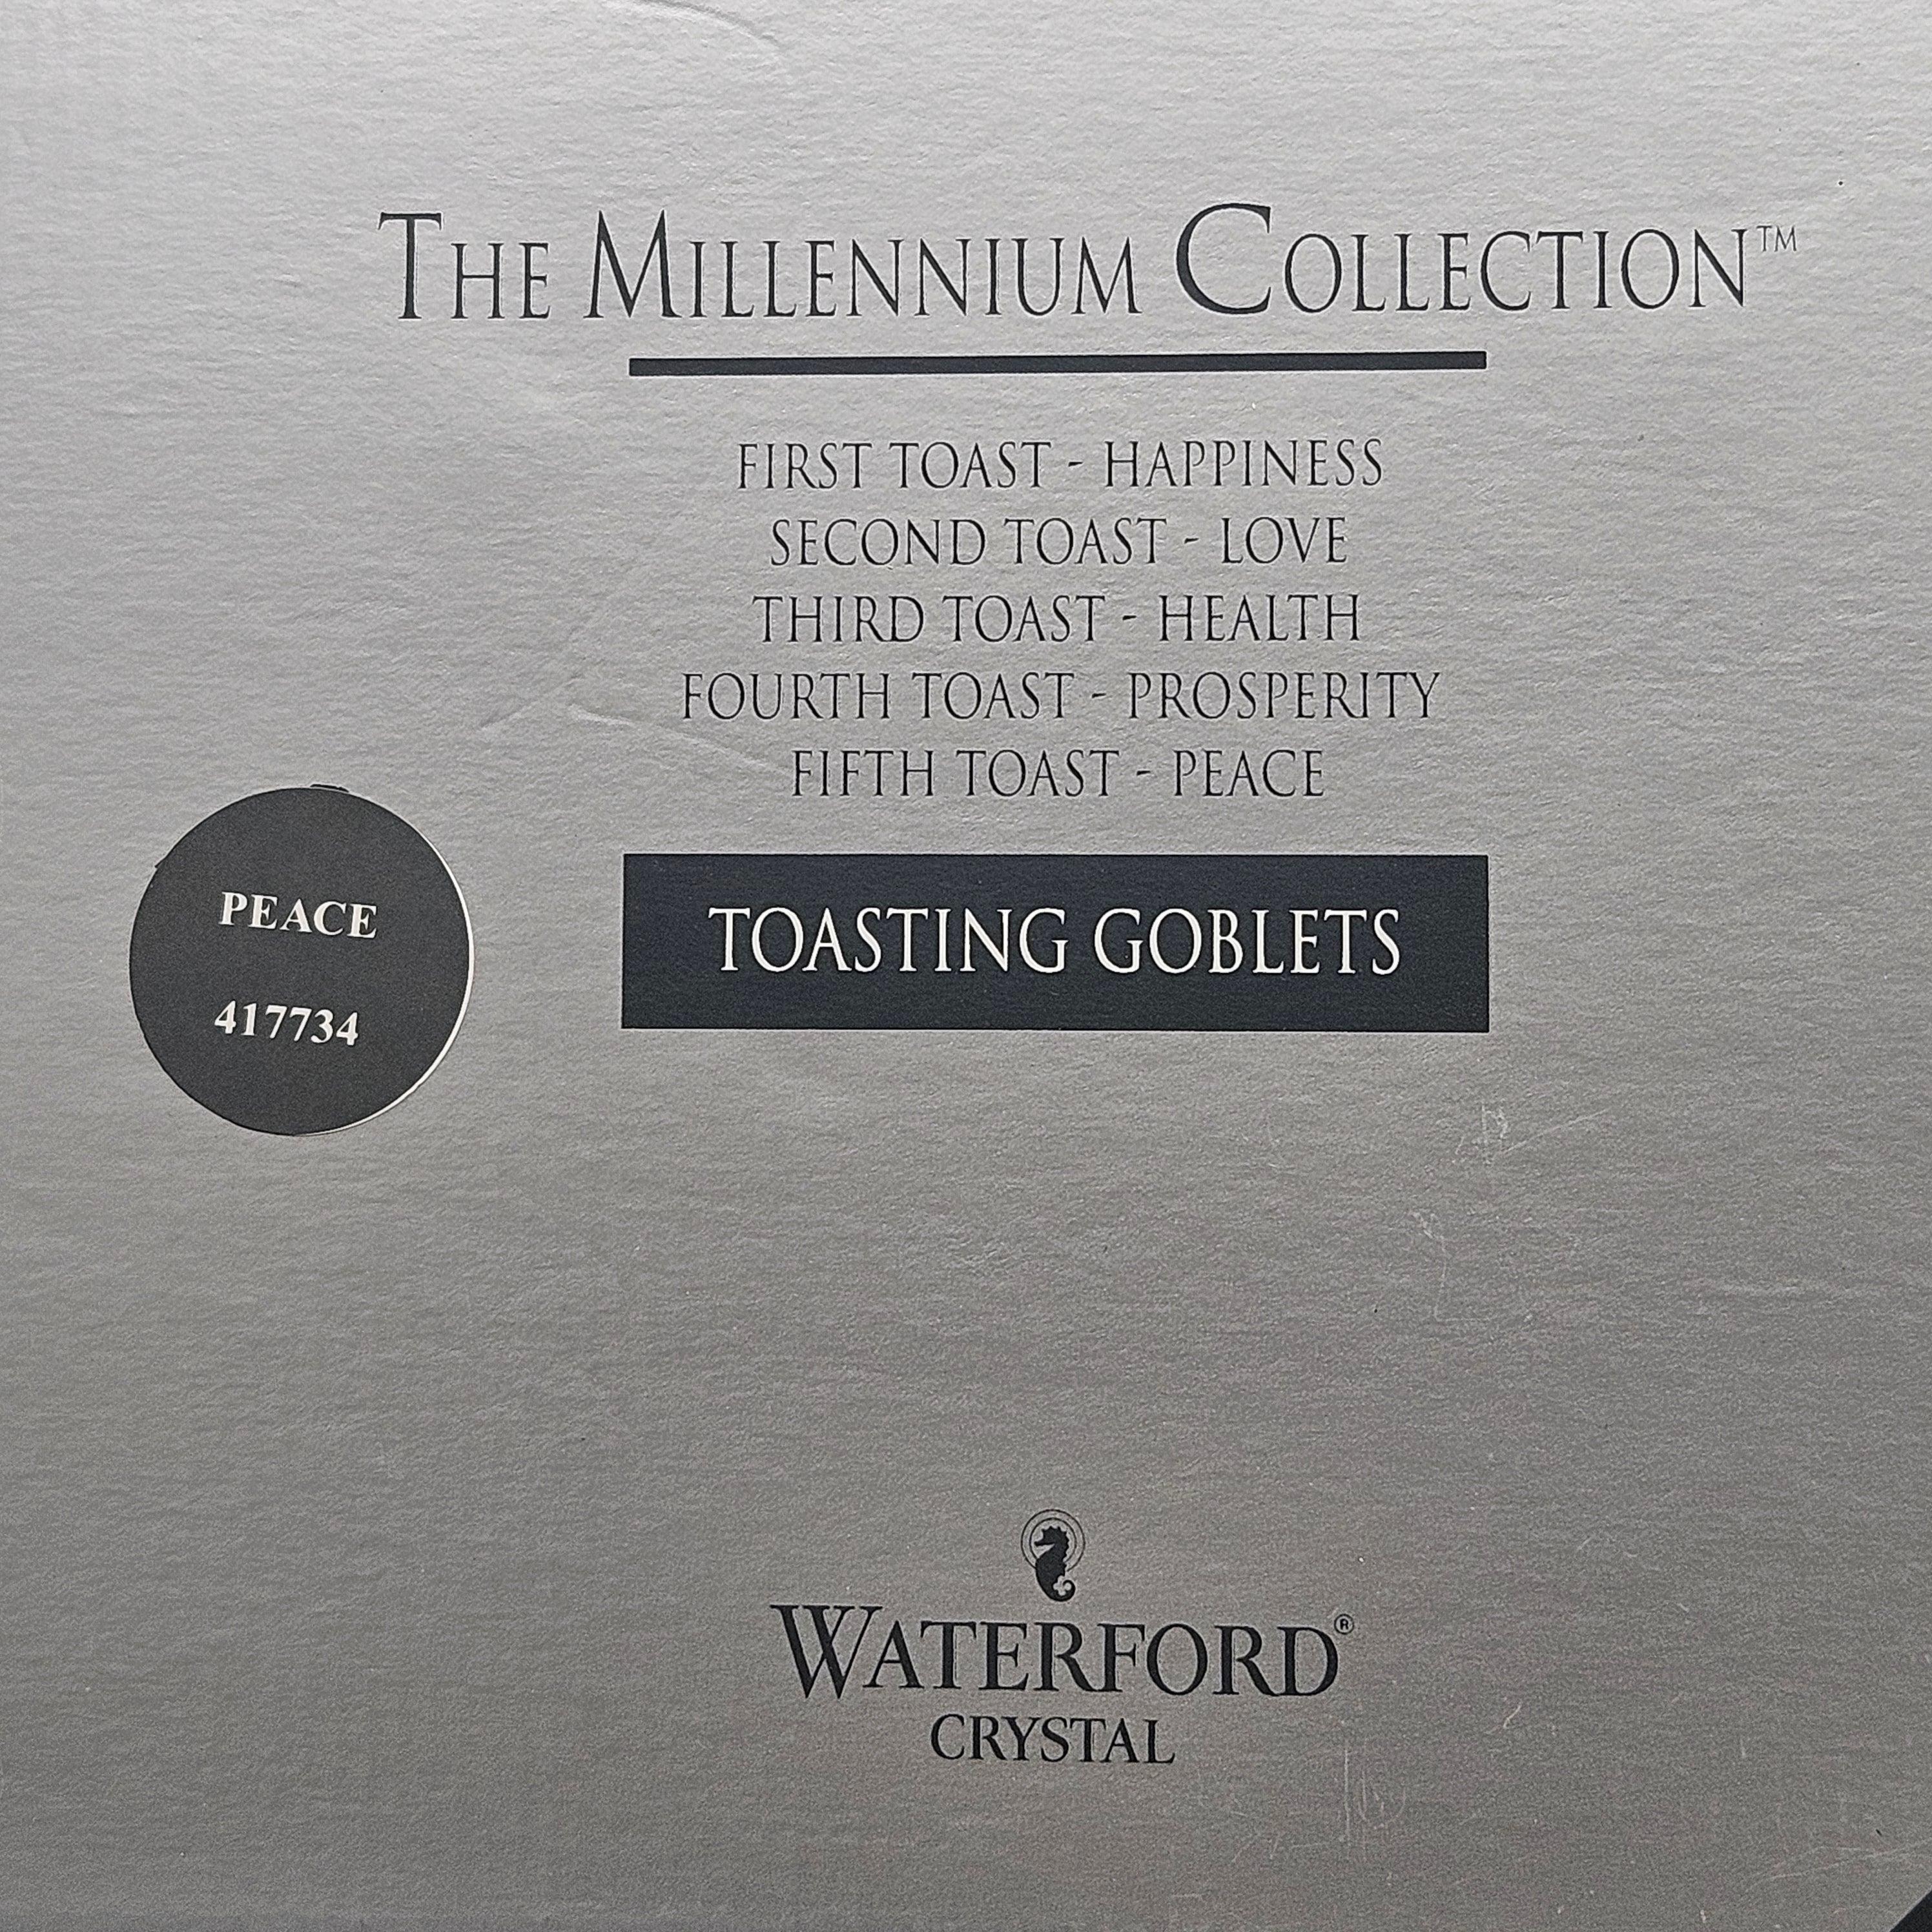 THE MILLENNIUM COLLECTION™
FIRST TOAST - HAPPINESS
SECOND TOAST - LOVE
THIRD TOAST - HEALTH
FOURTH TOAST - PROSPERITY
FIFTH TOAST - PEACE
PEACE
417734
TOASTING GOBLETS
WATERFORD®
CRYSTAL